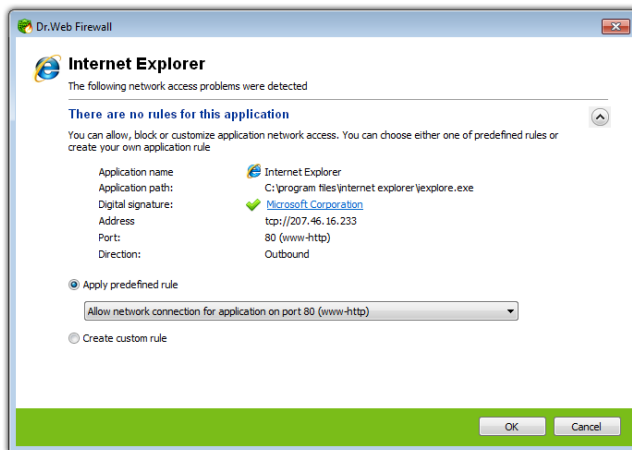 Dr.Web Firewall
Internet Explorer
The following network access problems were detected
There are no rules for this application
You can allow, block or customize application network access. You can choose either one of predefined rules or
create your own application rule
Application name Internet Explorer
Application path: C:\program files\internet explorer\iexplore.exe
Digital signature: Microsoft Corporation
Address tcp://207.46.16.233
Port: 80 (www-http)
Direction: Outbound
Apply predefined rule
Allow network connection for application on port 80 (www-http)
Create custom rule
OK Cancel